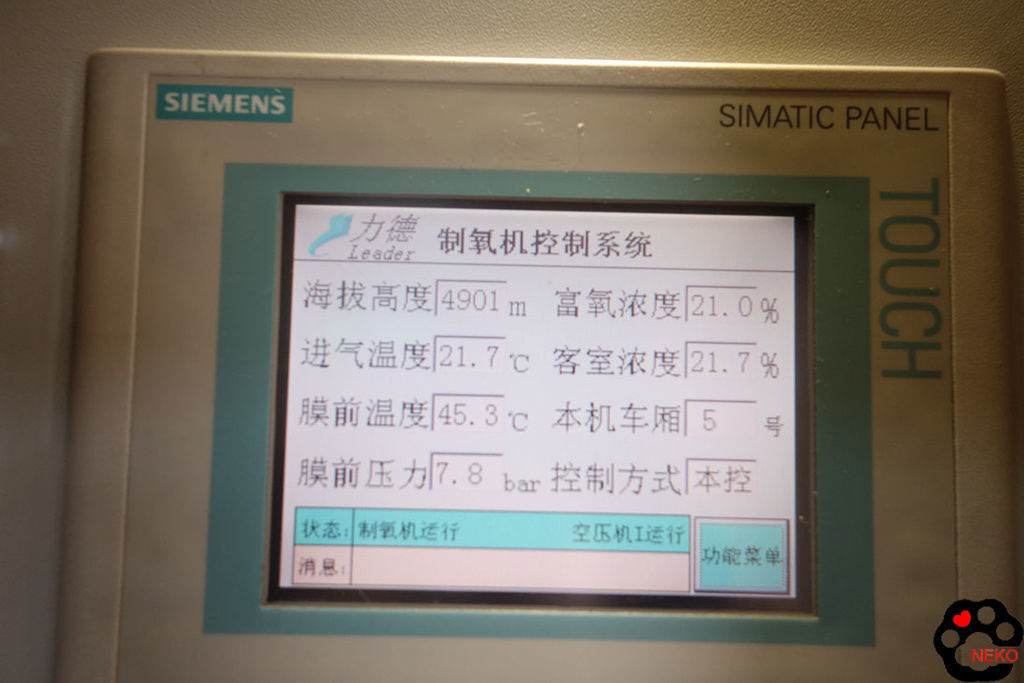 SIEMENS
SIMATIC PANEL
TOUCH
力德
Leader
制氧机控制系统
海拔高度 4901 m 富氧浓度 21.0 %
进气温度 21.7 ℃ 客室浓度 21.7 %
膜前温度 45.3 ℃ 本机车厢 5 号
膜前压力 7.8 bar 控制方式 本控
状态: 制氧机运行 空压机I运行
消息:
功能菜单
NEKO